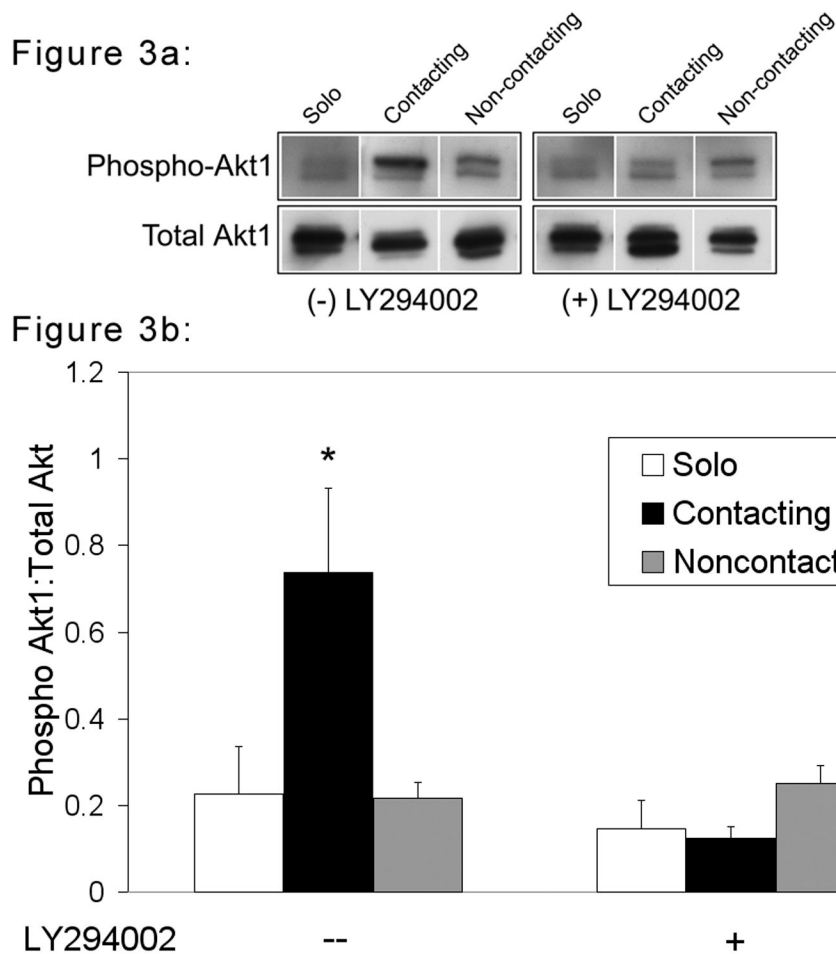 Figure 3a:
Solo Contacting Non-contacting Solo Contacting Non-contacting
Phospho-Akt1
Total Akt1
(-) LY294002 (+) LY294002
Figure 3b:
Phospho Akt1:Total Akt
1.2
1
0.8
0.6
0.4
0.2
0
*
Solo
Contacting
Noncontact
LY294002 -- +